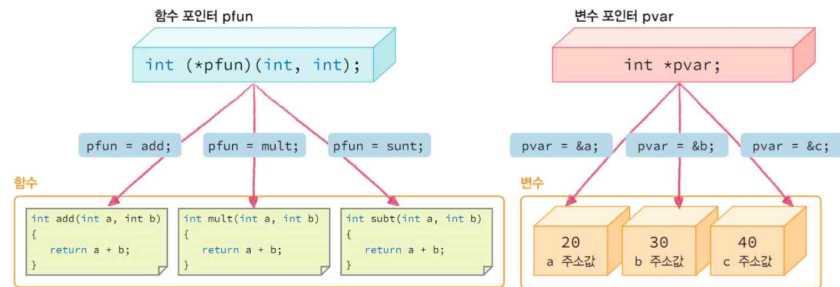 함수 포인터 pfun
변수 포인터 pvar
int (*pfun)(int, int);
int *pvar;
pfun = add;
pfun = mult;
pfun = sunt;
pvar = &a;
pvar = &b;
pvar = &c;
함수
변수
int add(int a, int b)
{
return a + b;
}
int mult(int a, int b)
{
return a + b;
}
int subt(int a, int b)
{
return a + b;
}
20
a 주소값
30
b 주소값
40
c 주소값